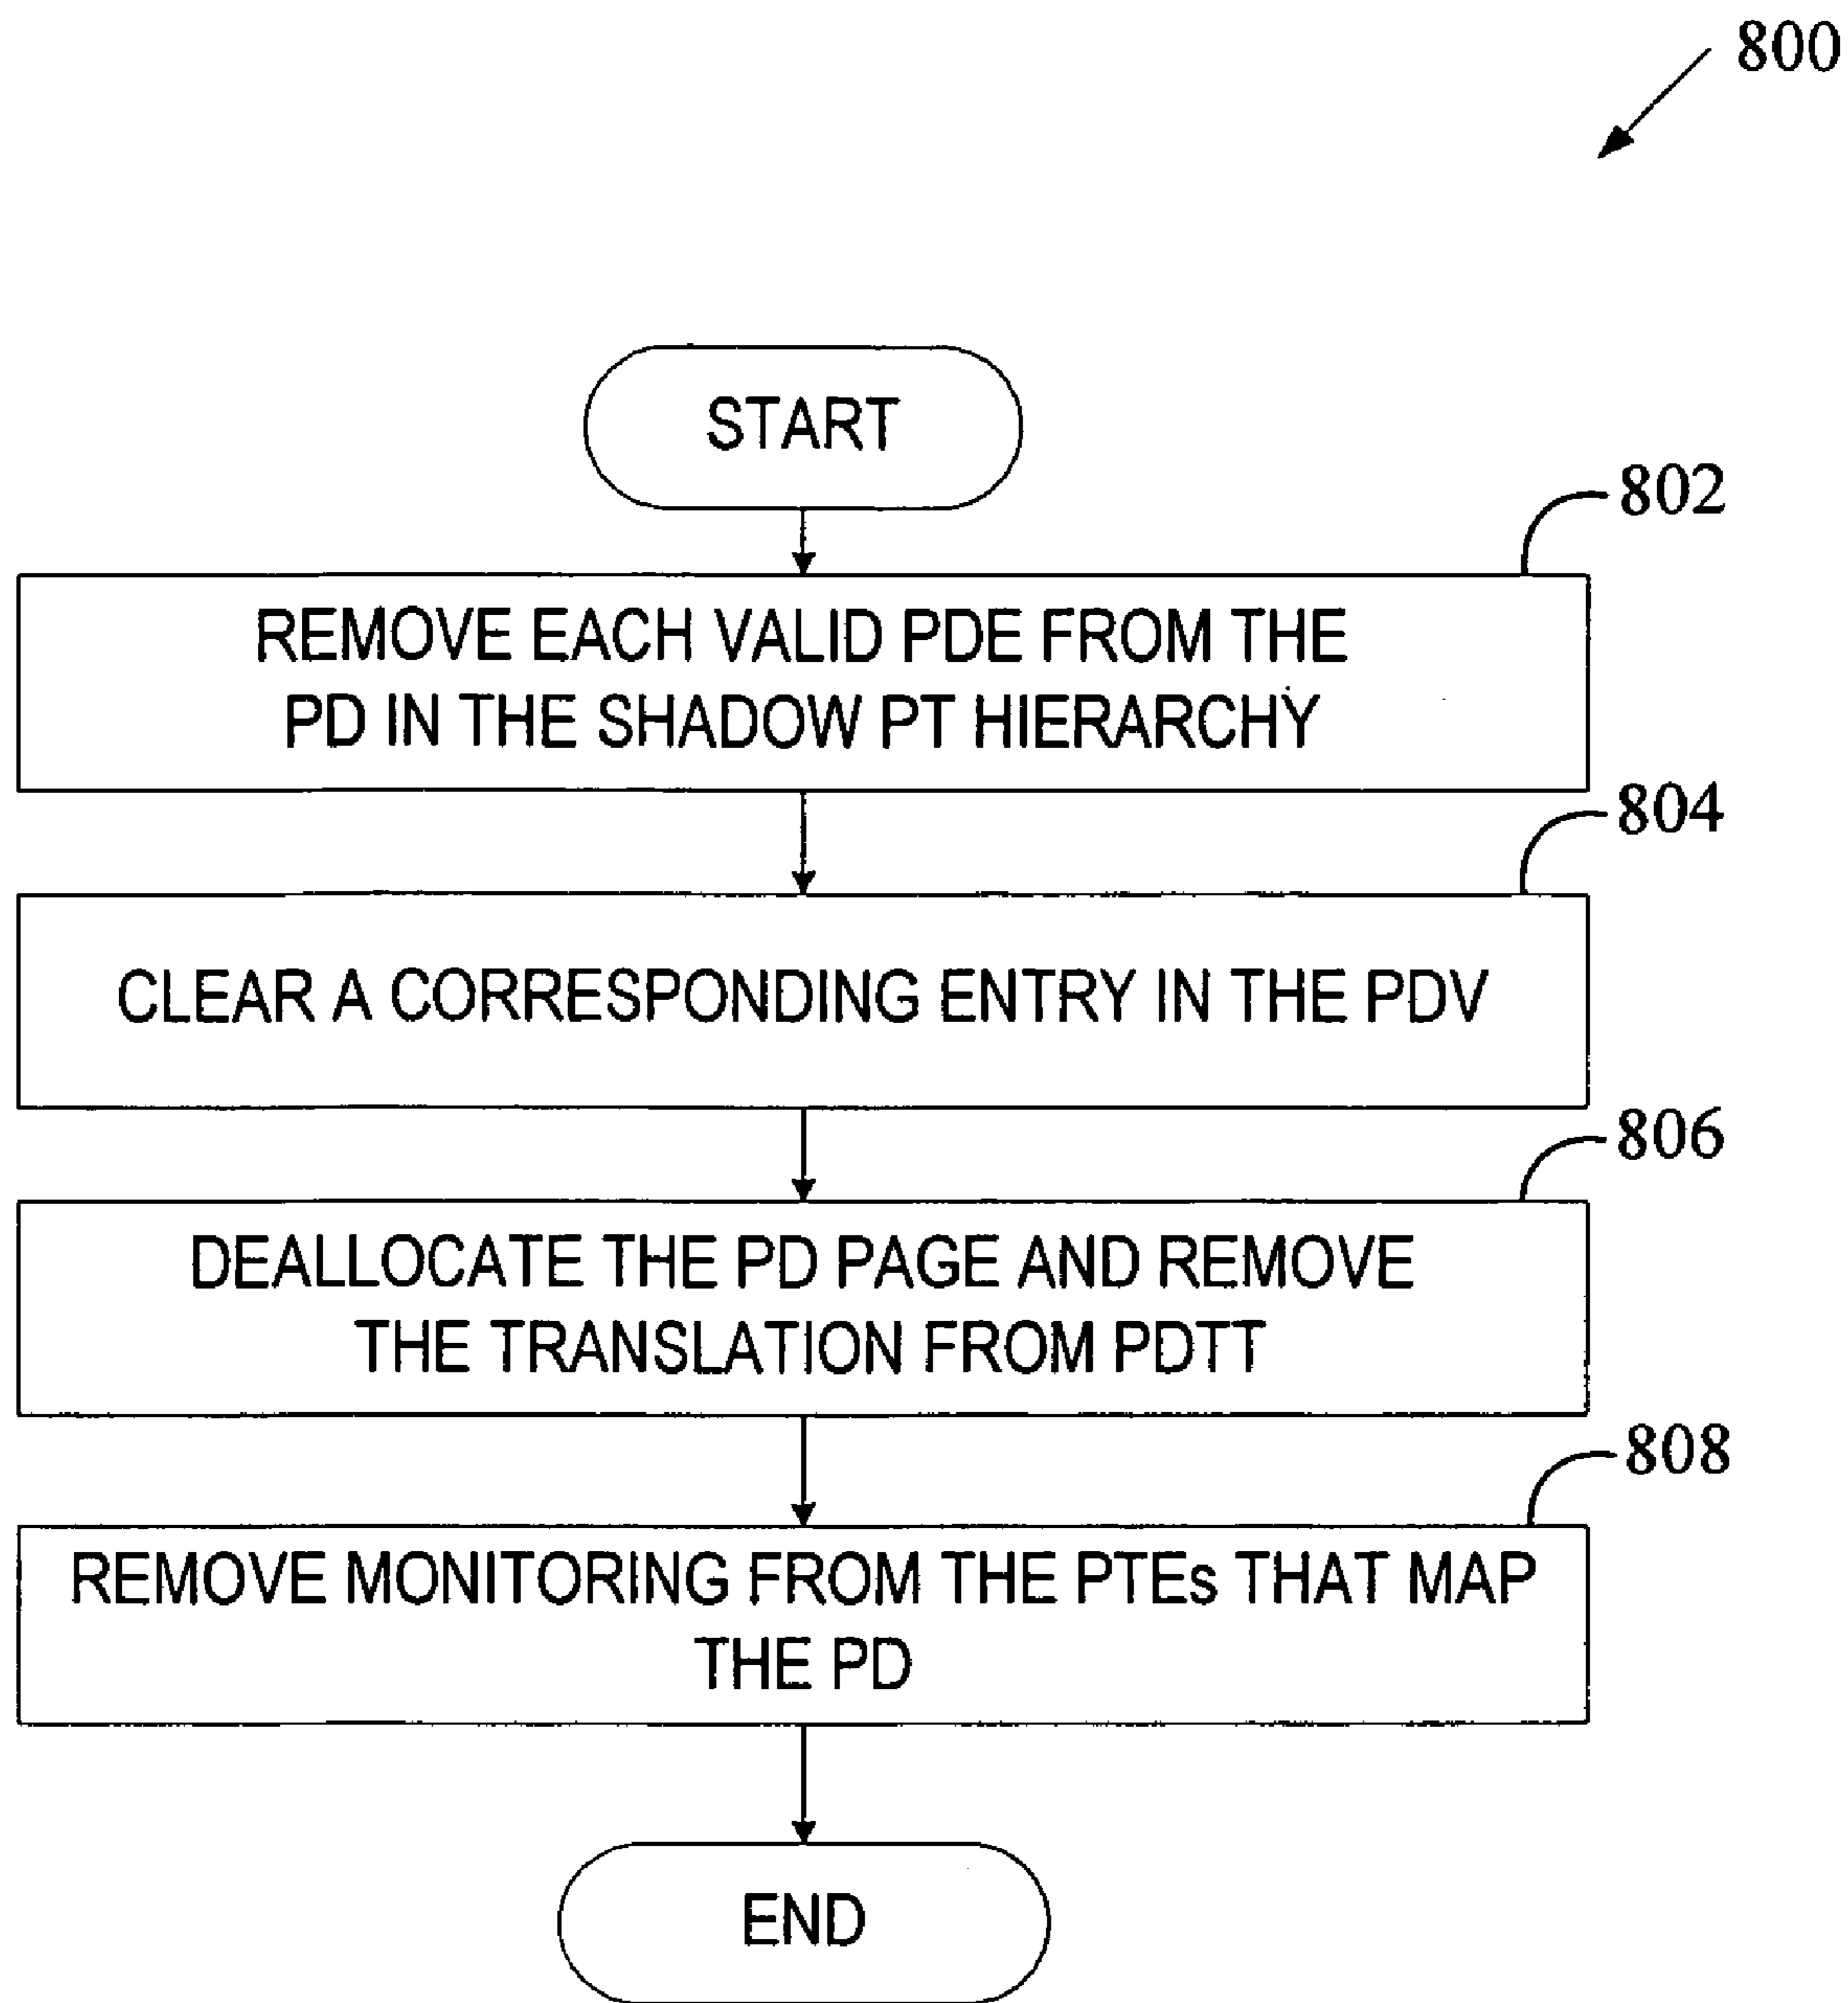 800
START
802
REMOVE EACH VALID PDE FROM THE
PD IN THE SHADOW PT HIERARCHY
804
CLEAR A CORRESPONDING ENTRY IN THE PDV
806
DEALLOCATE THE PD PAGE AND REMOVE
THE TRANSLATION FROM PDTT
808
REMOVE MONITORING FROM THE PTEs THAT MAP
THE PD
END